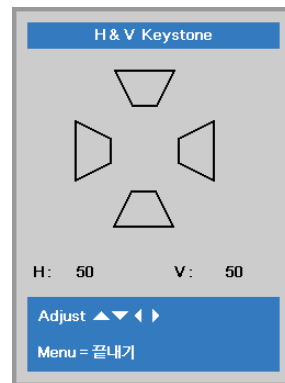 H & V Keystone
H : 50 V : 50
Adjust ▲▼◀▶
Menu = 끝내기